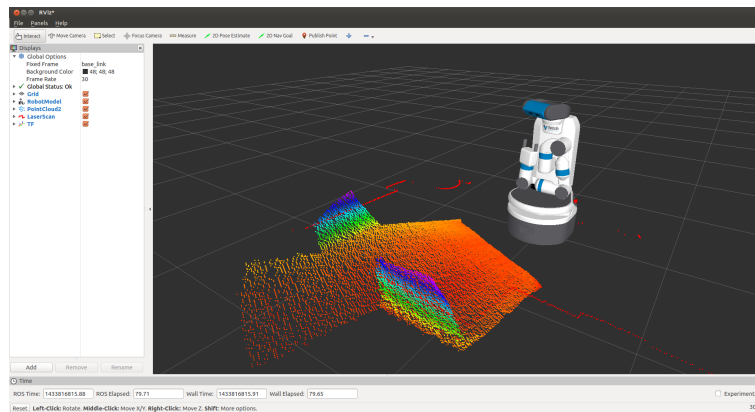 RViz*
File Panels Help
Interact Move Camera Select Focus Camera Measure 2D Pose Estimate 2D Nav Goal Publish Point
Displays
Global Options
Fixed Frame base_link
Background Color 48; 48; 48
Frame Rate 30
Global Status: Ok
Grid
RobotModel
PointCloud2
LaserScan
TF
Add Remove Rename
Time
ROS Time: 1433816815.88 ROS Elapsed: 79.71 Wall Time: 1433816815.91 Wall Elapsed: 79.65 Experiment
Reset Left-Click: Rotate. Middle-Click: Move X/Y. Right-Click: Move Z. Shift: More options.